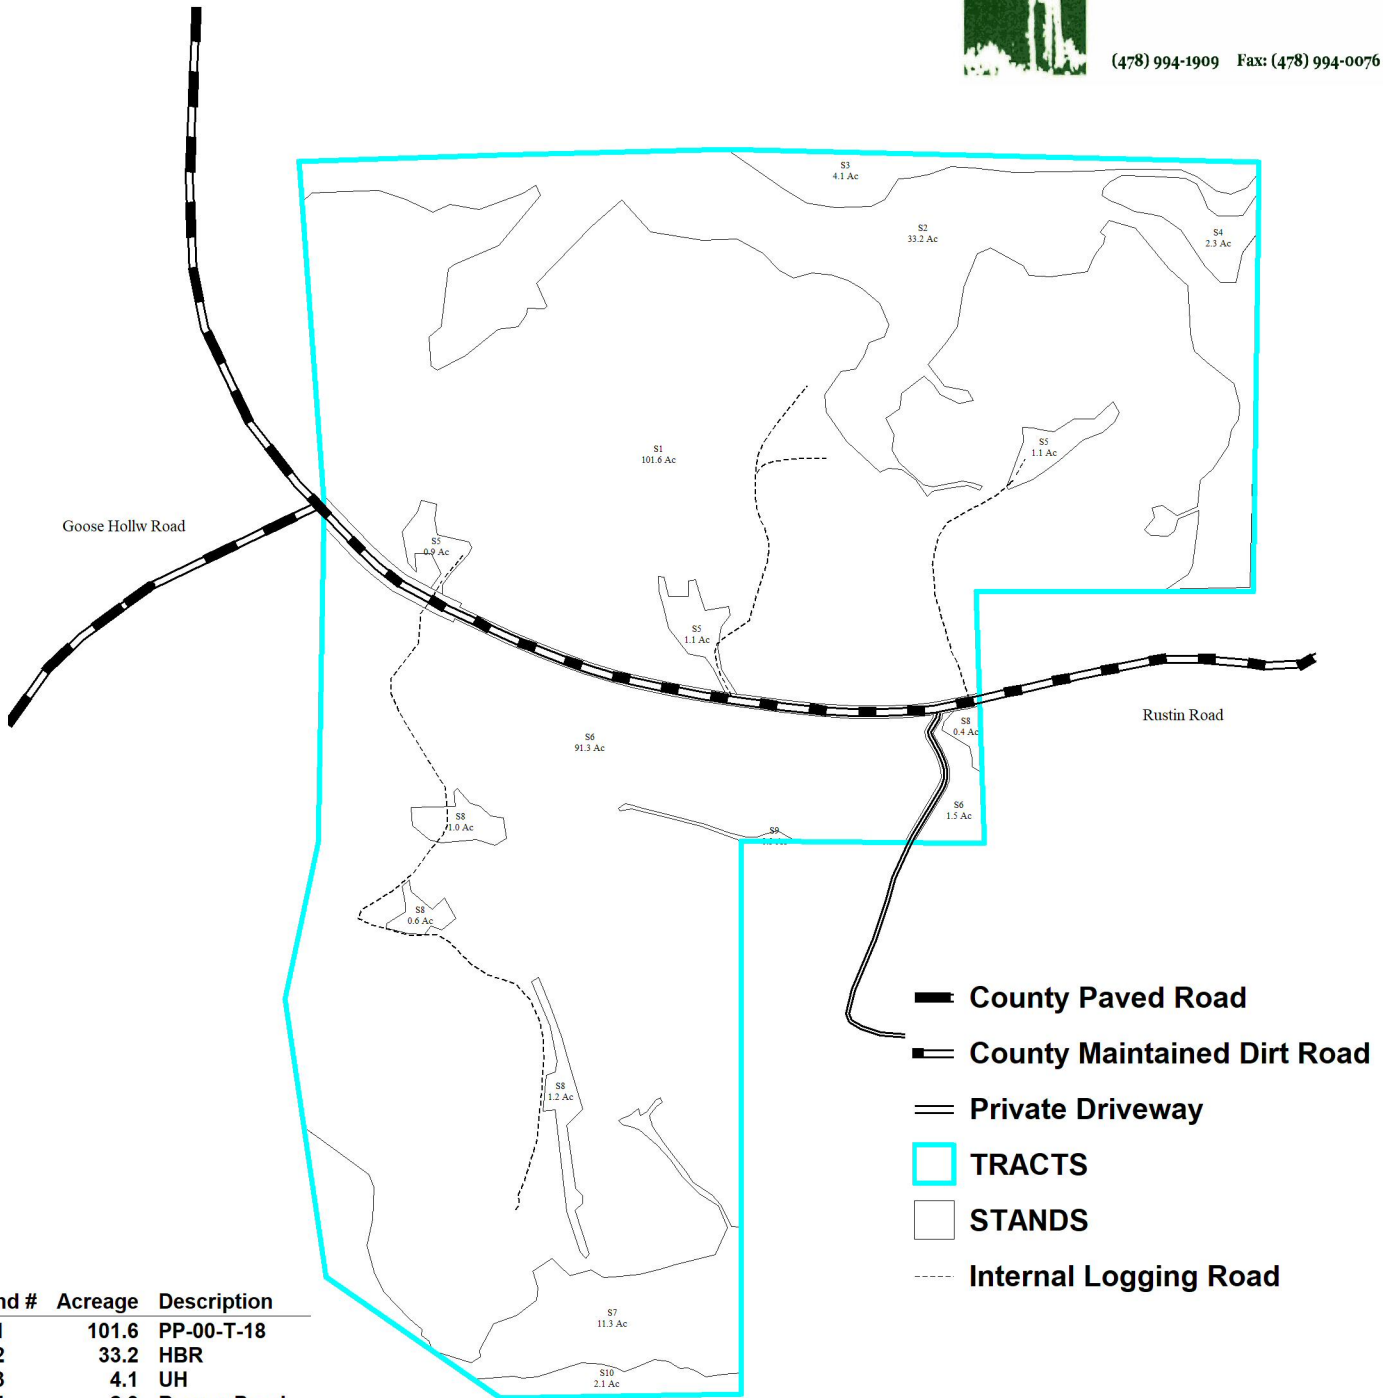 (478) 994-1909 Fax: (478) 994-0076
S3
4.1 Ac
S2
33.2 Ac
S4
2.3 Ac
S1
101.6 Ac
S5
1.1 Ac
Goose Hollw Road
S5
0.9 Ac
S5
1.1 Ac
Rustin Road
S8
0.4 Ac
S6
91.3 Ac
S6
1.5 Ac
S8
1.0 Ac
S9
Ac
S8
0.6 Ac
County Paved Road
County Maintained Dirt Road
S8
1.2 Ac
Private Driveway
TRACTS
STANDS
Internal Logging Road
nd # Acreage Description
101.6 PP-00-T-18
33.2 HBR
4.1 UH
S7
11.3 Ac
S10
2.1 Ac